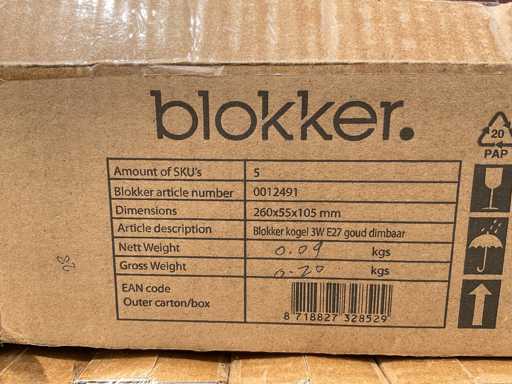 blokker.
20
PAP
Amount of SKU's 5
Blokker article number 0012491
Dimensions 260x55x105 mm
Article description Blokker kogel 3W E27 goud dimbaar
Nett Weight 0.09 kgs
Gross Weight 0.20 kgs
EAN code
Outer carton/box
8 718827 328529